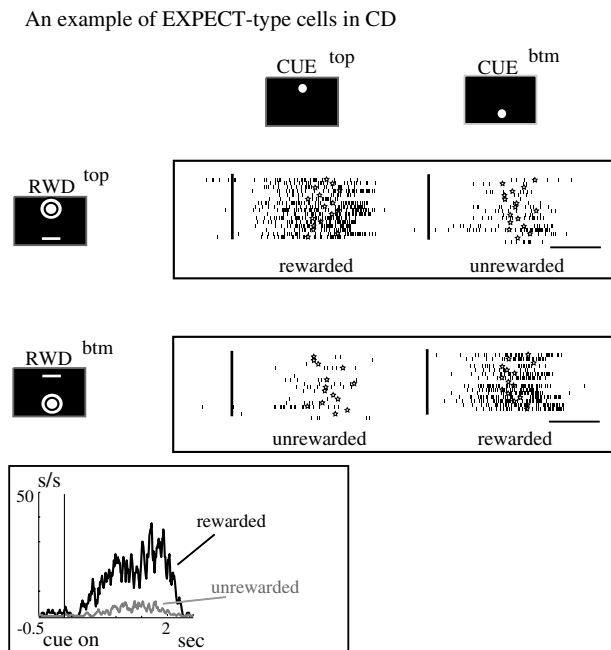 An example of EXPECT-type cells in CD
CUE top
CUE btm
RWD top
rewarded
unrewarded
RWD btm
unrewarded
rewarded
s/s
50
rewarded
unrewarded
-0.5
2
cue on
sec